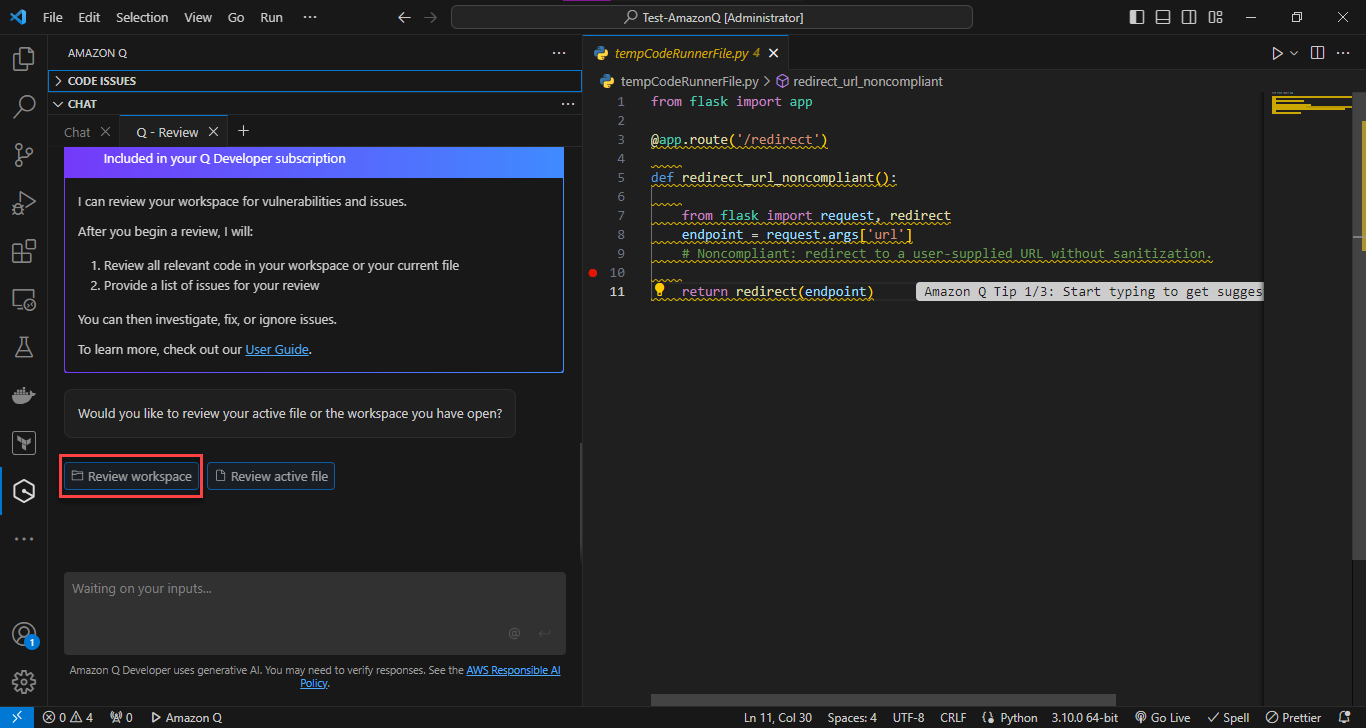 File Edit Selection View Go Run ···
Test-AmazonQ [Administrator]
AMAZON Q
CODE ISSUES
CHAT
Chat
Q - Review
Included in your Q Developer subscription
I can review your workspace for vulnerabilities and issues.
After you begin a review, I will:
1. Review all relevant code in your workspace or your current file
2. Provide a list of issues for your review
You can then investigate, fix, or ignore issues.
To learn more, check out our User Guide.
Would you like to review your active file or the workspace you have open?
Review workspace
Review active file
Waiting on your inputs...
@
Amazon Q Developer uses generative AI. You may need to verify responses. See the AWS Responsible AI
Policy.
1
tempCodeRunnerFile.py 4
tempCodeRunnerFile.py > redirect_url_noncompliant
1 from flask import app
2
3 @app.route('/redirect')
4
5 def redirect_url_noncompliant():
6
7 from flask import request, redirect
8 endpoint = request.args['url']
9 # Noncompliant: redirect to a user-supplied URL without sanitization.
10
11 return redirect(endpoint) Amazon Q Tip 1/3: Start typing to get sugges
0 4 0 Amazon Q Ln 11, Col 30 Spaces: 4 UTF-8 CRLF Python 3.10.0 64-bit Go Live Spell Prettier